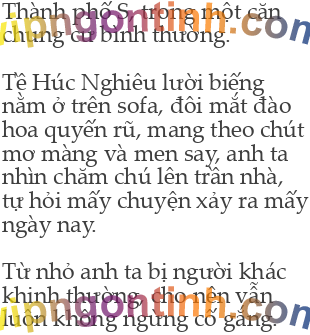 Thành phố S, trong một căn
chung cư bình thường.
Tề Húc Nghiêu lười biếng
nằm ở trên sofa, đôi mắt đào
hoa quyến rũ, mang theo chút
mơ màng và men say, anh ta
nhìn chăm chú lên trần nhà,
tự hỏi mấy chuyện xảy ra mấy
ngày nay.
Từ nhỏ anh ta bị người khác
khinh thường, cho nên vẫn
luôn không ngừng cố gắng.
vipngontinh.com
vipngontinh.com